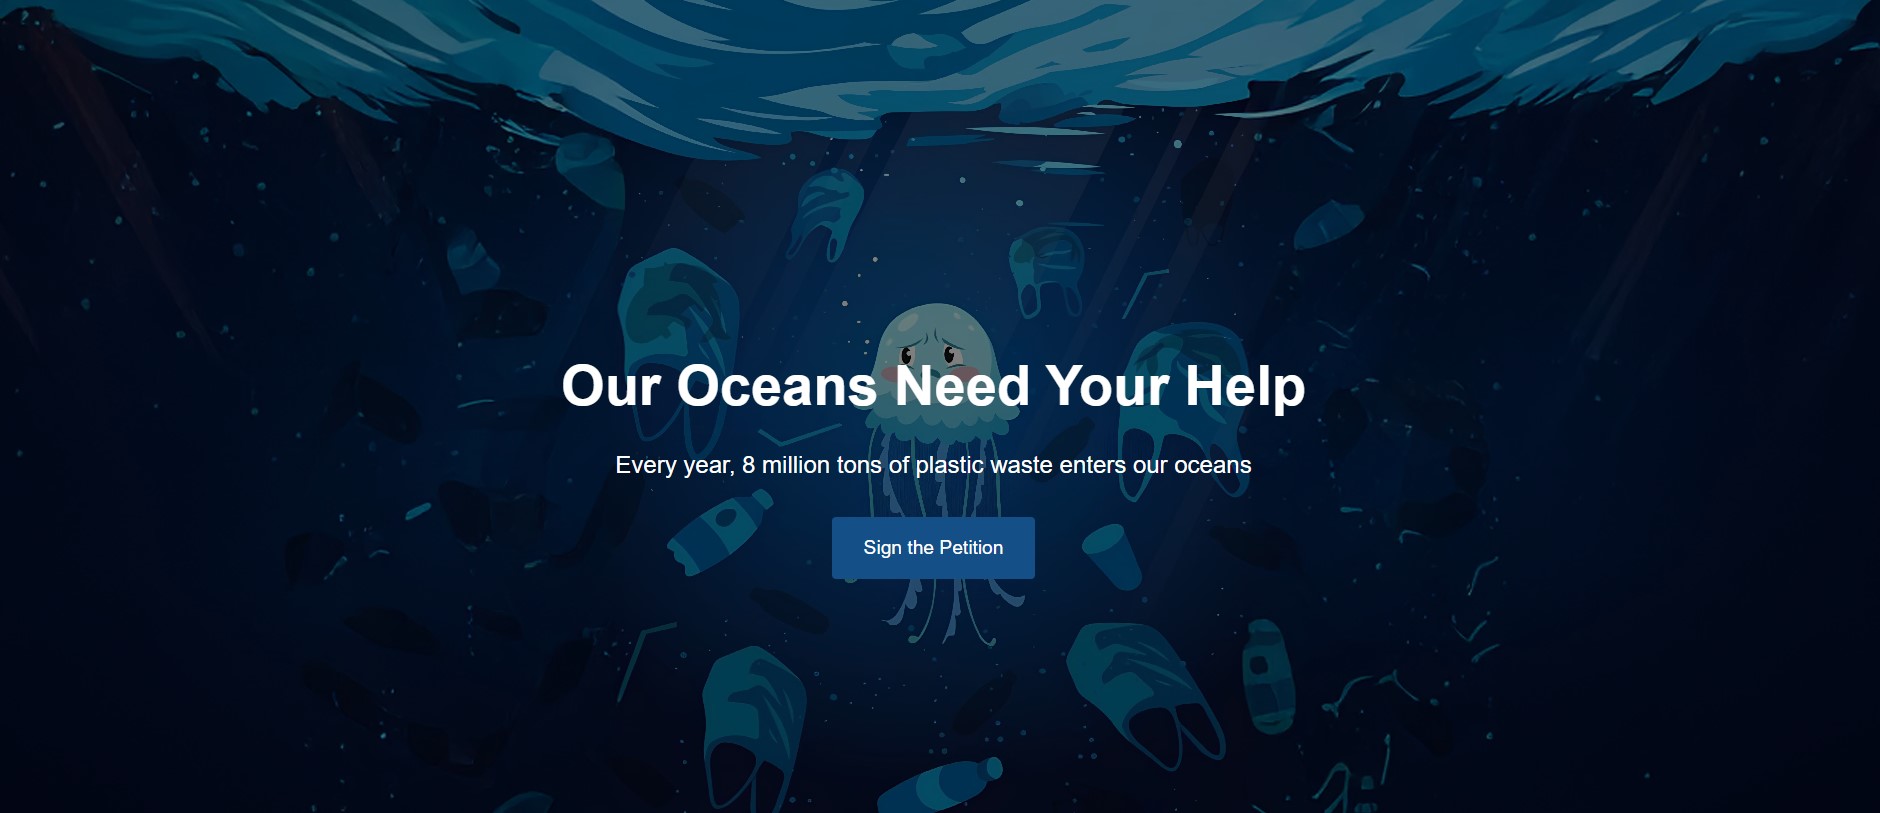 Our Oceans Need Your Help
Every year, 8 million tons of plastic waste enters our oceans
Sign the Petition